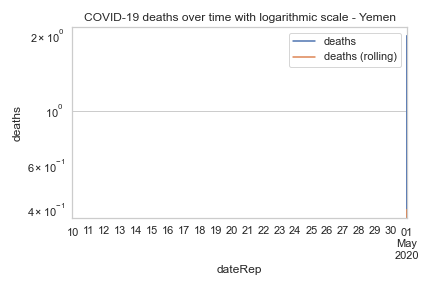 COVID-19 deaths over time with logarithmic scale - Yemen
2 × 10⁰
deaths
deaths (rolling)
10⁰
deaths
6 × 10⁻¹
4 × 10⁻¹
10 11 12 13 14 15 16 17 18 19 20 21 22 23 24 25 26 27 28 29 30 01
May
2020
dateRep